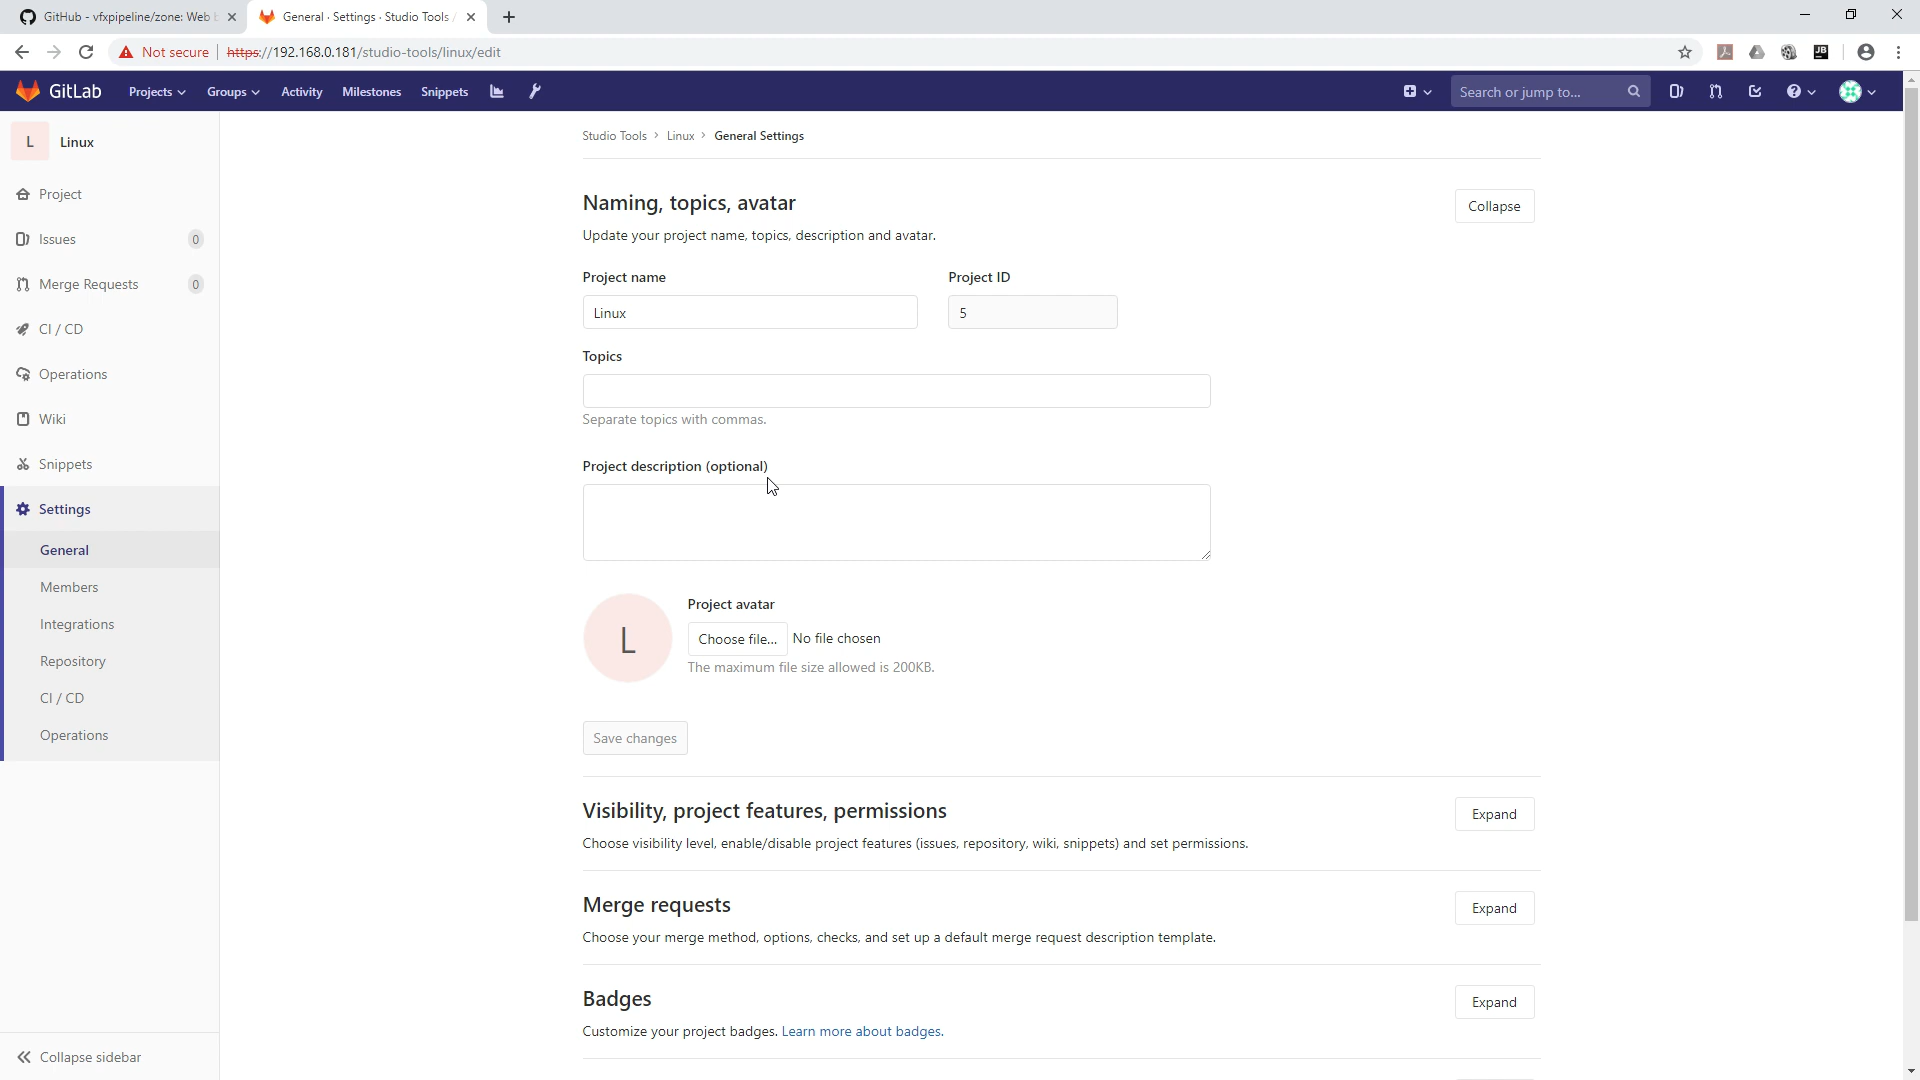 GitHub - vfxpipeline/zone: Web
General · Settings · Studio Tools
Not secure
https://192.168.0.181/studio-tools/linux/edit
GitLab
Projects
Groups
Activity
Milestones
Snippets
Search or jump to...
L
Linux
Project
Issues
0
Merge Requests
0
CI / CD
Operations
Wiki
Snippets
Settings
General
Members
Integrations
Repository
CI / CD
Operations
Collapse sidebar
Studio Tools > Linux > General Settings
Naming, topics, avatar
Collapse
Update your project name, topics, description and avatar.
Project name
Project ID
Linux
5
Topics
Separate topics with commas.
Project description (optional)
L
Project avatar
Choose file...
No file chosen
The maximum file size allowed is 200KB.
Save changes
Visibility, project features, permissions
Expand
Choose visibility level, enable/disable project features (issues, repository, wiki, snippets) and set permissions.
Merge requests
Expand
Choose your merge method, options, checks, and set up a default merge request description template.
Badges
Expand
Customize your project badges. Learn more about badges.